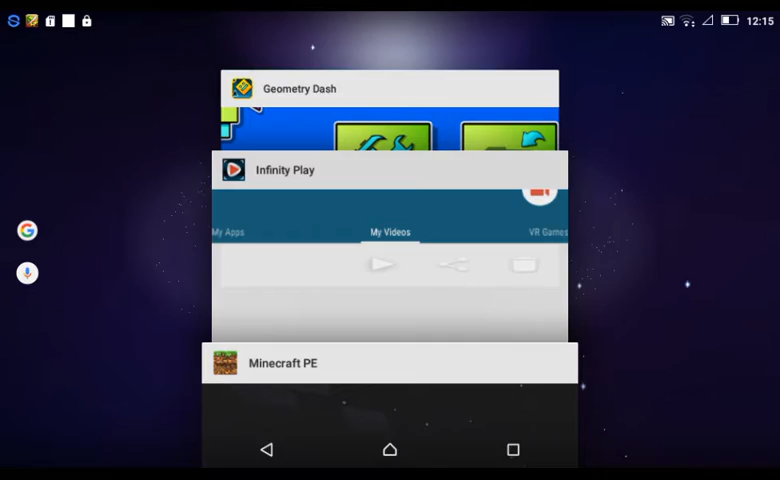 12:15
Geometry Dash
Infinity Play
My Apps
My Videos
VR Games
Minecraft PE